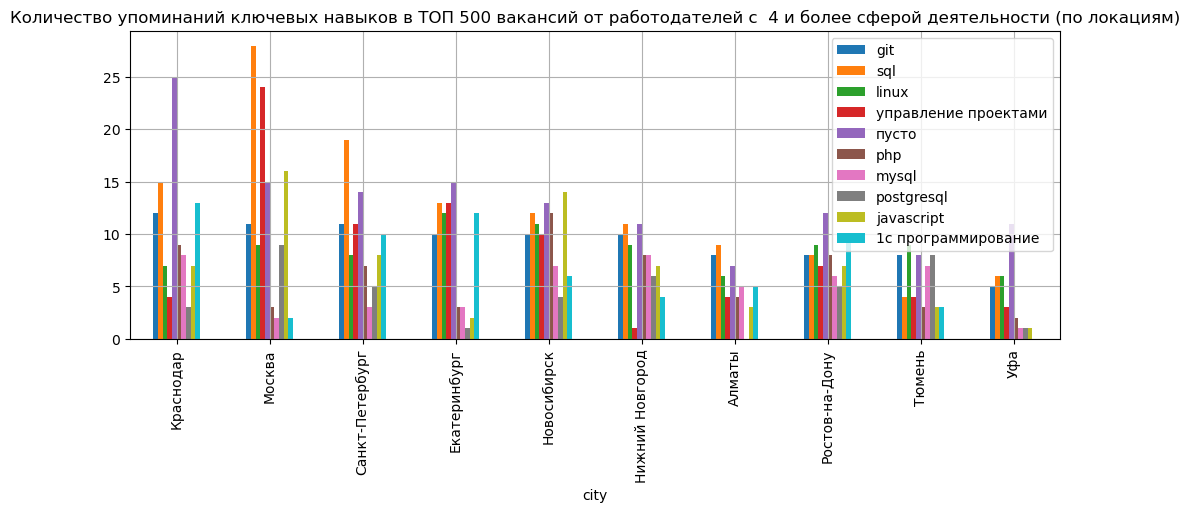 Количество упоминаний ключевых навыков в ТОП 500 вакансий от работодателей с  4 и более сферой деятельности (по локациям)
25
20
15
10
5
0
git
sql
linux
управление проектами
пусто
php
mysql
postgresql
javascript
1с программирование
Краснодар
Москва
Санкт-Петербург
Екатеринбург
Новосибирск
Нижний Новгород
Алматы
Ростов-на-Дону
Тюмень
Уфа
city